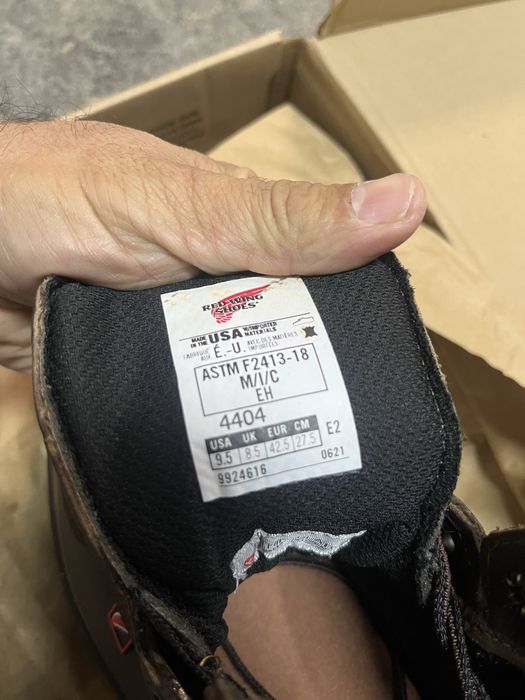 RED WING
SHOES®
MADE IN THE USA W/IMPORTED MATERIALS
FABRIQUÉ AUX É.-U. AVEC DES MATIÈRES IMPORTÉES
ASTM F2413-18
M/I/C
EH
4404
USA UK EUR CM
9.5 8.5 42.5 27.5 E2
9924616 0621